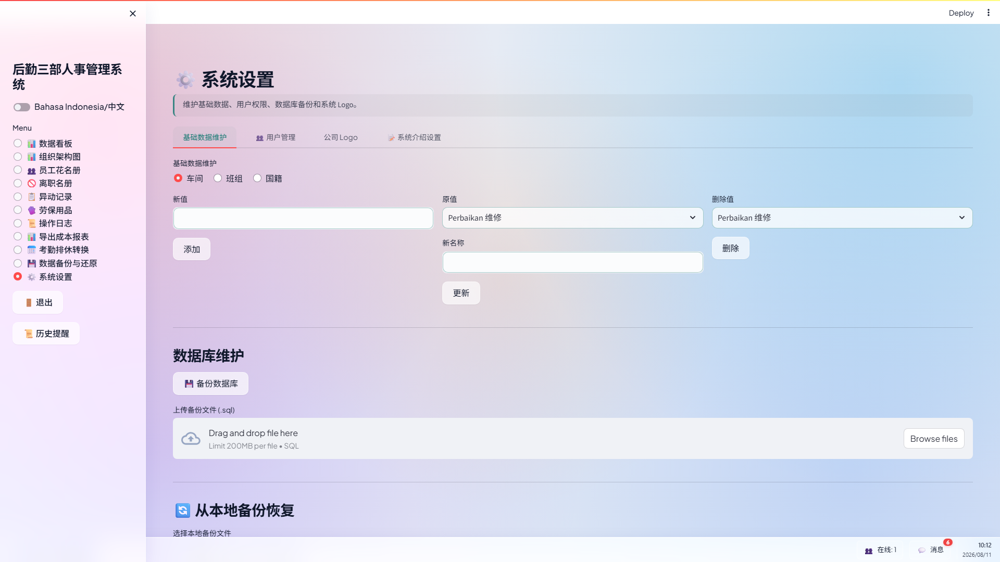 Deploy
后勤三部人事管理系
统
Bahasa Indonesia/中文
Menu
数据看板
组织架构图
员工花名册
离职名册
异动记录
劳保用品
操作日志
导出成本报表
考勤排休转换
数据备份与还原
系统设置
退出
历史提醒
系统设置
维护基础数据、用户权限、数据库备份和系统 Logo。
基础数据维护 用户管理 公司 Logo 系统介绍设置
基础数据维护
车间 班组 国籍
新值 原值 删除值
Perbaikan 维修 Perbaikan 维修
添加 新名称 删除
更新
数据库维护
备份数据库
上传备份文件 (.sql)
Drag and drop file here
Limit 200MB per file • SQL
Browse files
从本地备份恢复
选择本地备份文件
在线: 1 消息 6 10:12
2026/08/11